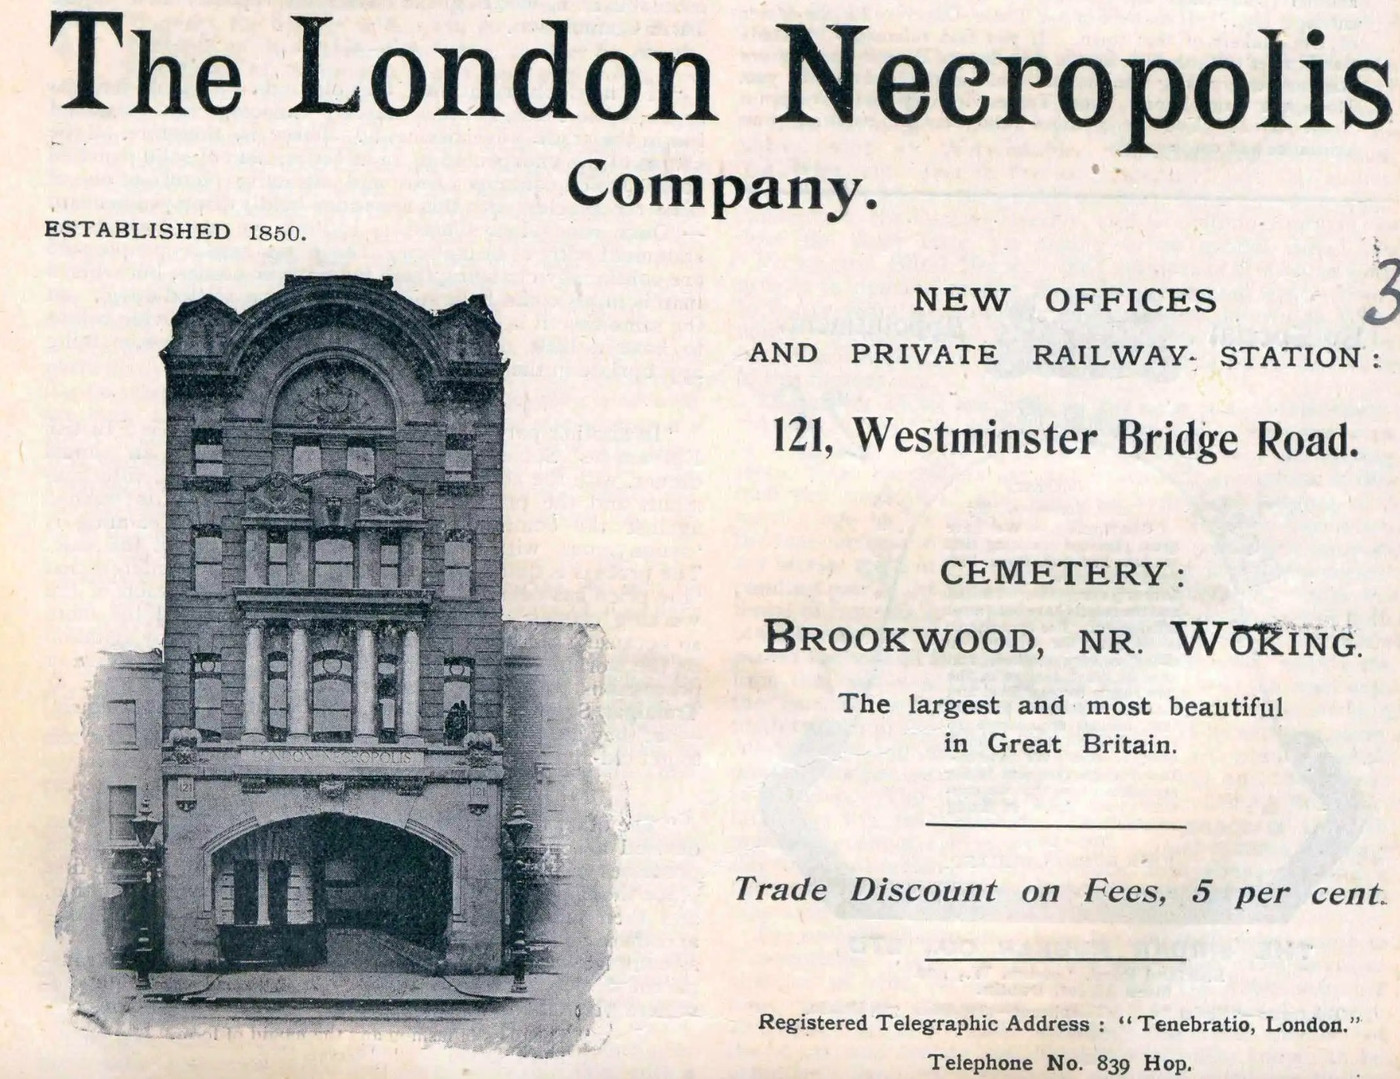 The London Necropolis
Company.
ESTABLISHED 1850.
NEW OFFICES
AND PRIVATE RAILWAY- STATION:
121, Westminster Bridge Road.
CEMETERY:
BROOKWOOD, NR. WOKING.
The largest and most beautiful
in Great Britain.
Trade Discount on Fees, 5 per cent.
Registered Telegraphic Address : "Tenebratio, London."
Telephone No. 839 Hop.
3
LONDON NECROPOLIS
121
121